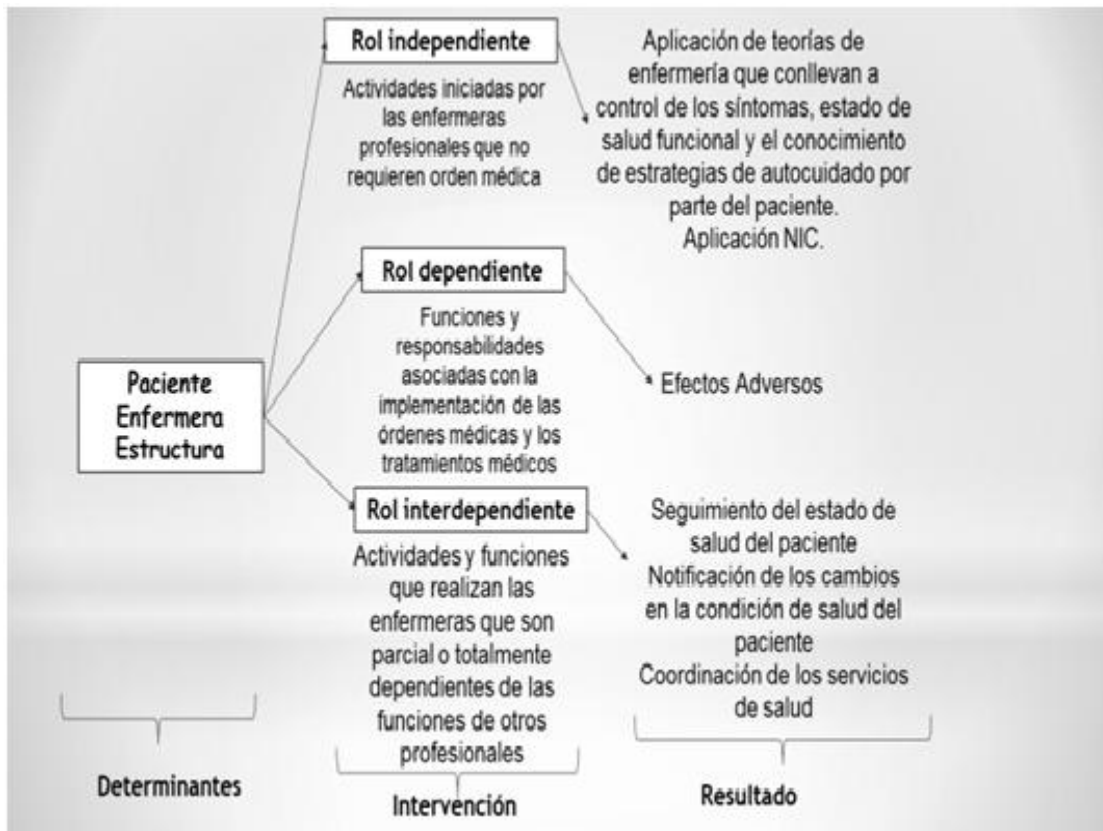 Rol independiente
Actividades iniciadas por
las enfermeras
profesionales que no
requieren orden médica
Aplicación de teorías de
enfermería que conllevan a
control de los síntomas, estado de
salud funcional y el conocimiento
de estrategias de autocuidado por
parte del paciente.
Aplicación NIC.
Rol dependiente
Funciones y
responsabilidades
asociadas con la
implementación de las
órdenes médicas y los
tratamientos médicos
Efectos Adversos
Paciente
Enfermera
Estructura
Rol interdependiente
Actividades y funciones
que realizan las
enfermeras que son
parcial o totalmente
dependientes de las
funciones de otros
profesionales
Seguimiento del estado de
salud del paciente
Notificación de los cambios
en la condición de salud del
paciente
Coordinación de los servicios
de salud
Determinantes
Intervención
Resultado